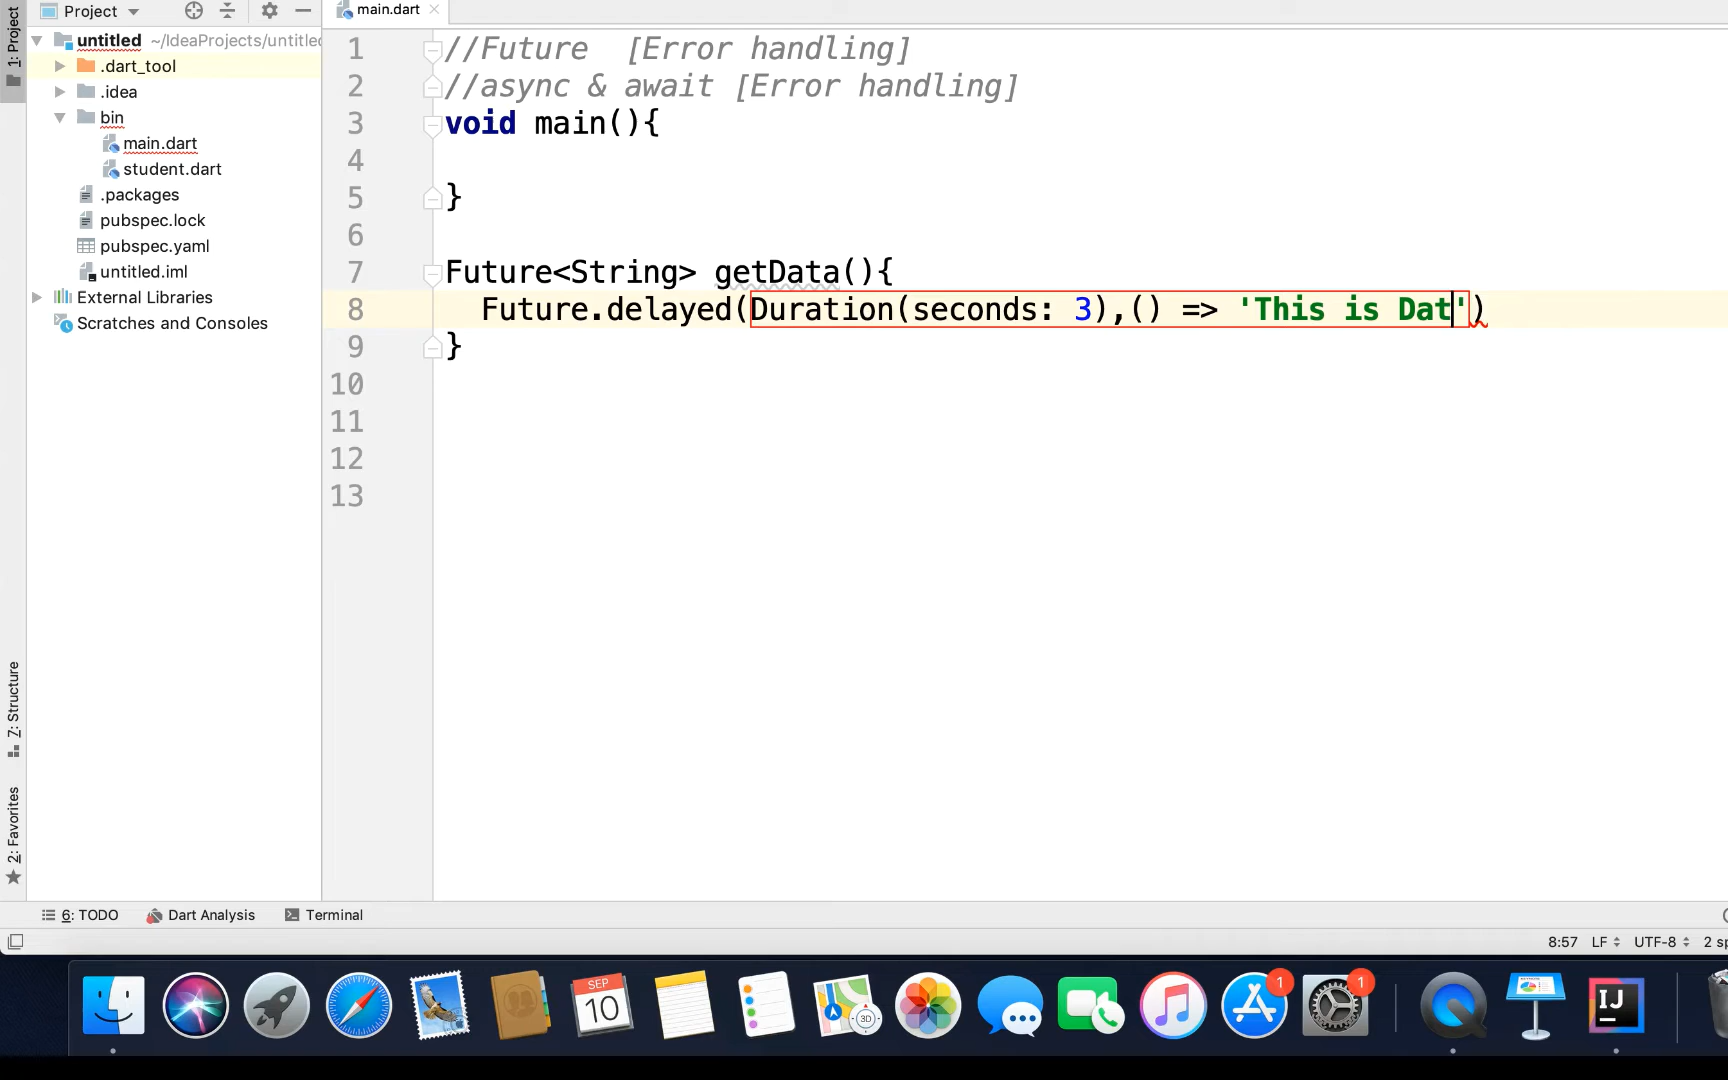 1: Project
Project
main.dart
untitled ~/IdeaProjects/untitled
.dart_tool
.idea
bin
main.dart
student.dart
.packages
pubspec.lock
pubspec.yaml
untitled.iml
External Libraries
Scratches and Consoles
1 //Future [Error handling]
2 //async & await [Error handling]
3 void main(){
4
5 }
6
7 Future<String> getData(){
8 Future.delayed(Duration(seconds: 3),() => 'This is Dat')
9 }
10
11
12
13
7: Structure
2: Favorites
6: TODO
Dart Analysis
Terminal
8:57 LF UTF-8 2 sp
SEP
10
3D
1
1
IJ